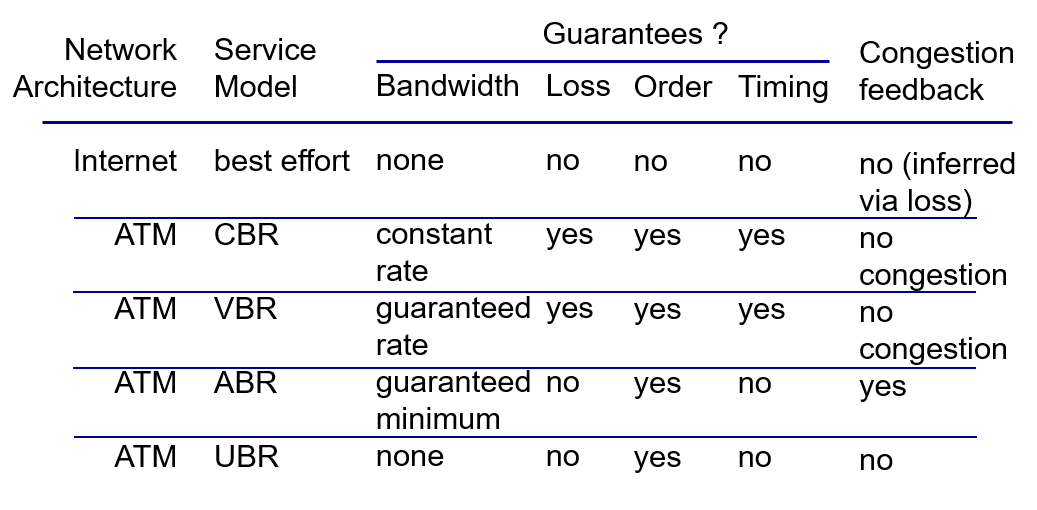 Guarantees ?
Network Service Congestion
Architecture Model Bandwidth Loss Order Timing feedback
Internet best effort none no no no no (inferred
via loss)
ATM CBR constant yes yes yes no
rate congestion
ATM VBR guaranteed yes yes yes no
rate congestion
ATM ABR guaranteed no yes no yes
minimum
ATM UBR none no yes no no